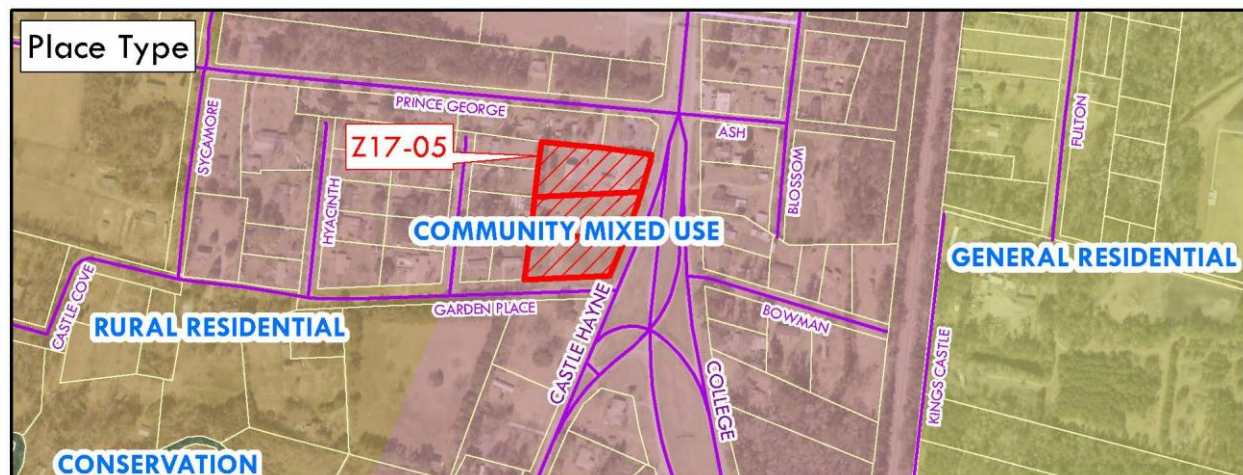 Place Type
PRINCE GEORGE
SYCAMORE
Z17-05
ASH
FULTON
HYACINTH
BLOSSOM
COMMUNITY MIXED USE
GENERAL RESIDENTIAL
CASTLE COVE
GARDEN PLACE
BOWMAN
RURAL RESIDENTIAL
CASTLE HAYNE
COLLEGE
KINGS CASTLE
CONSERVATION